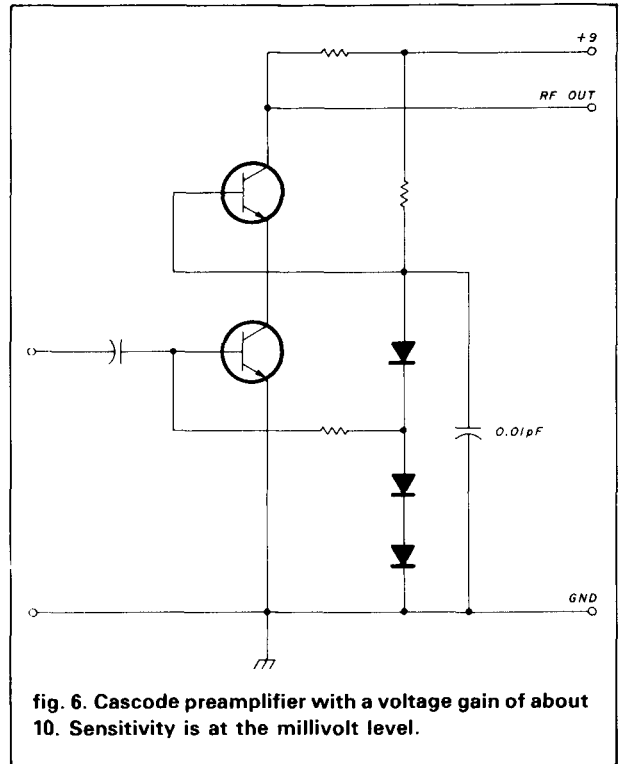 +9
RF OUT
0.01pF
GND
fig. 6. Cascode preamplifier with a voltage gain of about
10. Sensitivity is at the millivolt level.